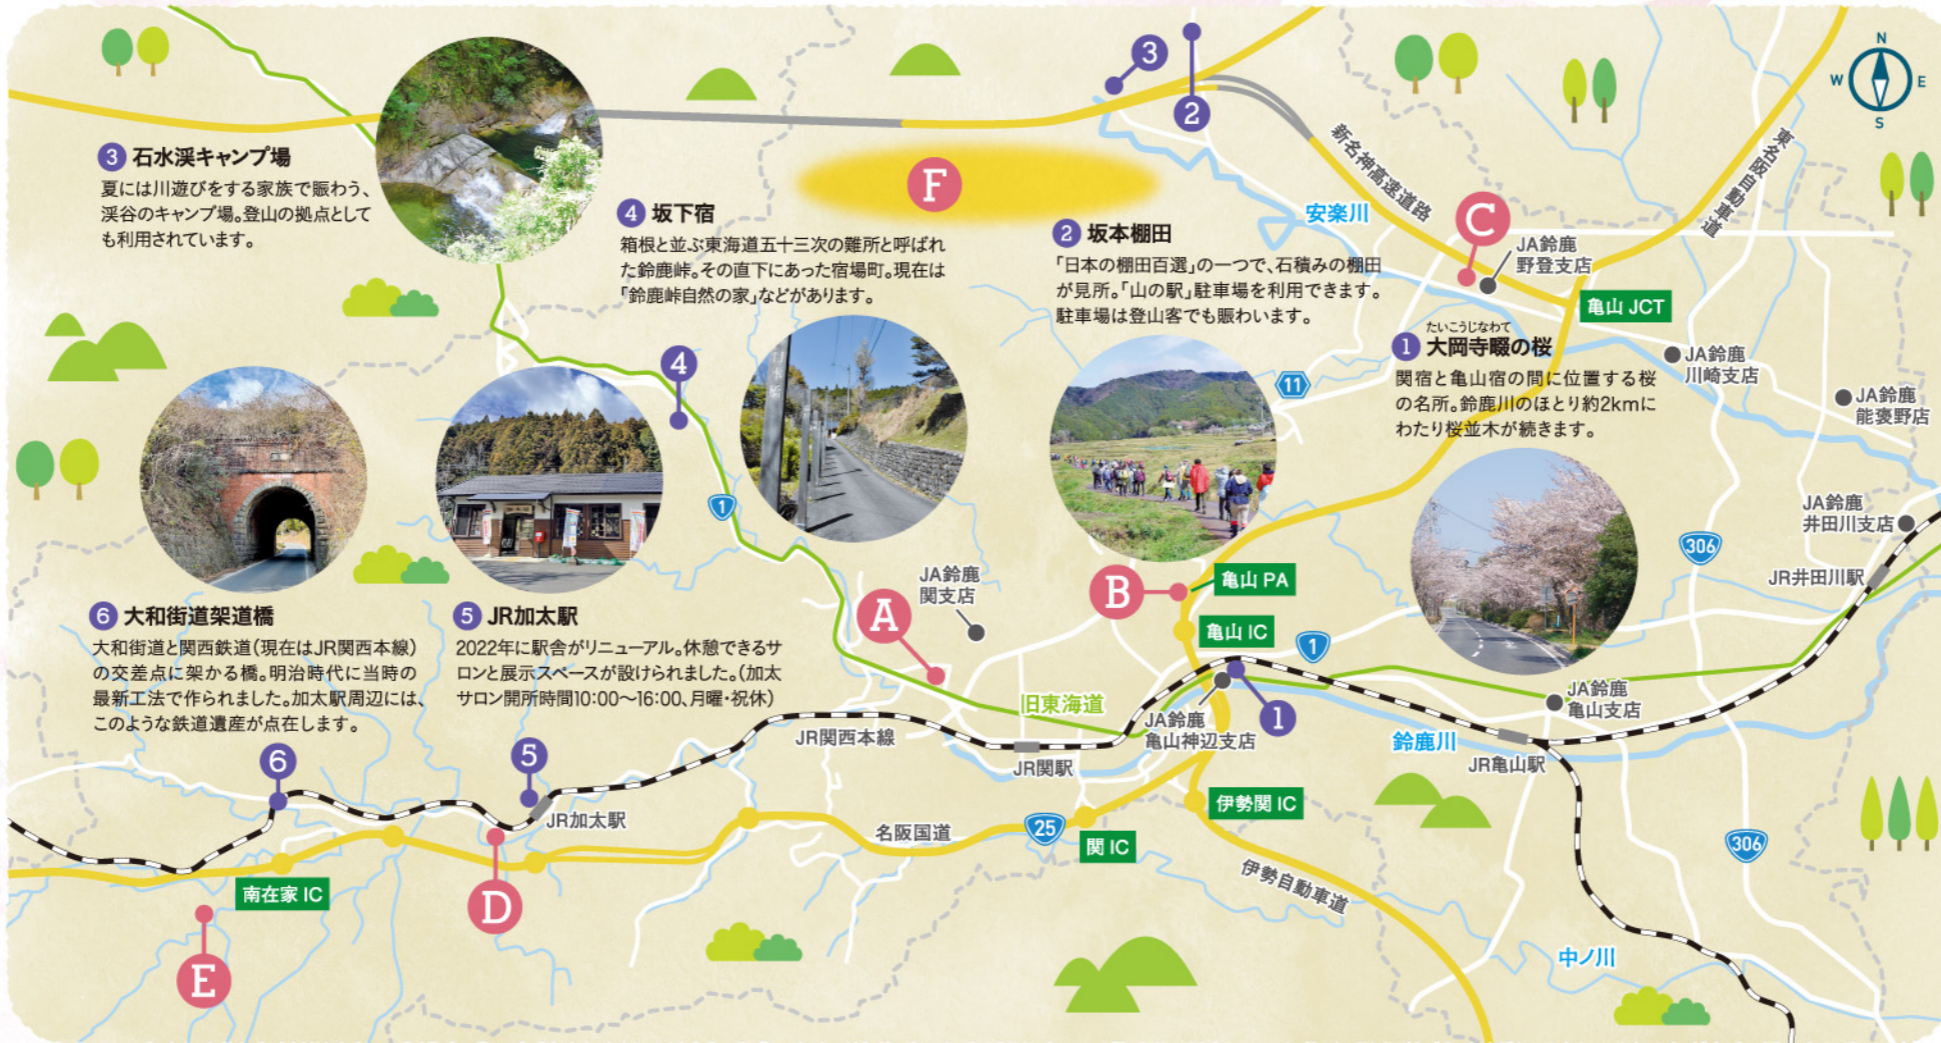 N
W
E
S
3
2
新名神高速道路
東名阪自動車道
3 石水渓キャンプ場
夏には川遊びをする家族で賑わう、
渓谷のキャンプ場。登山の拠点として
も利用されています。
F
4 坂下宿
箱根と並ぶ東海道五十三次の難所と呼ばれ
た鈴鹿峠。その直下にあった宿場町。現在は
「鈴鹿峠自然の家」などがあります。
2 坂本棚田
「日本の棚田百選」の一つで、石積みの棚田
が見所。「山の駅」駐車場を利用できます。
駐車場は登山客でも賑わいます。
安楽川
C
JA鈴鹿
野登支店
亀山 JCT
たいこうじなわて
1 大岡寺畷の桜
関宿と亀山宿の間に位置する桜
の名所。鈴鹿川のほとり約2kmに
わたり桜並木が続きます。
JA鈴鹿
川崎支店
JA鈴鹿
能褒野店
4
11
1
JA鈴鹿
井田川支店
306
JR井田川駅
JA鈴鹿
関支店
A
B
亀山 PA
亀山 IC
1
6 大和街道架道橋
大和街道と関西鉄道(現在はJR関西本線)
の交差点に架かる橋。明治時代に当時の
最新工法で作られました。加太駅周辺には、
このような鉄道遺産が点在します。
5 JR加太駅
2022年に駅舎がリニューアル。休憩できるサ
ロンと展示スペースが設けられました。(加太
サロン開所時間10:00〜16:00、月曜・祝休)
旧東海道
JA鈴鹿
亀山神辺支店
1
JA鈴鹿
亀山支店
JR関西本線
JR関駅
鈴鹿川
JR亀山駅
6
5
JR加太駅
名阪国道
25
関 IC
伊勢関 IC
306
伊勢自動車道
南在家 IC
D
E
中ノ川